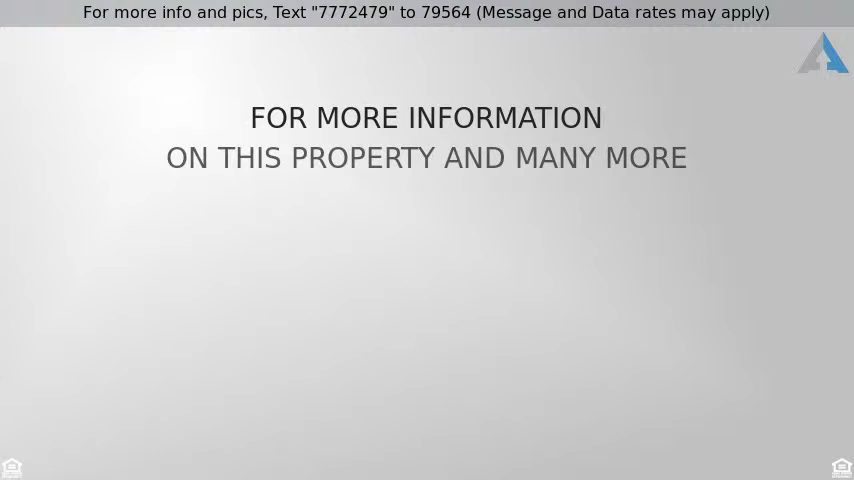 For more info and pics, Text "7772479" to 79564 (Message and Data rates may apply)
FOR MORE INFORMATION
ON THIS PROPERTY AND MANY MORE